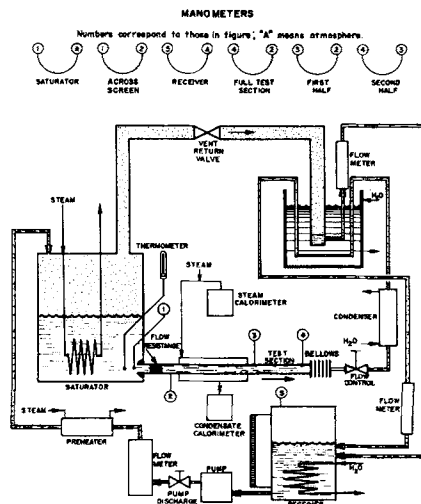 MANOMETERS
Numbers correspond to those in figure; "A" means atmosphere.
1 A 1 2 5 A 4 2 3 2 4 3
SATURATOR
ACROSS
SCREEN
RECEIVER
FULL TEST
SECTION
FIRST
HALF
SECOND
HALF
VENT
RETURN
VALVE
FLOW
METER
H2O
STEAM
THERMOMETER
STEAM
STEAM
CALORIMETER
CONDENSER
1
FLOW
RESISTANCE
3
TEST
SECTION
4
BELLOWS
H2O
FLOW
CONTROL
SATURATOR
2
CONDENSATE
CALORIMETER
5
FLOW
METER
STEAM
PREHEATER
FLOW
METER
PUMP
DISCHARGE
PUMP
H2O
RECEIVER